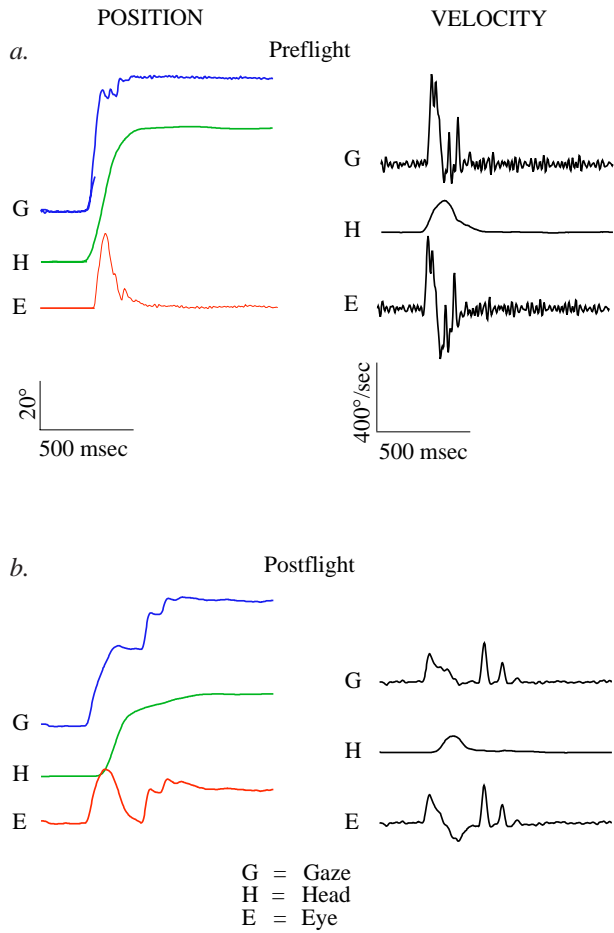 POSITION VELOCITY
a. Preflight
G G
H H
E E
20° 400°/sec
500 msec 500 msec
b. Postflight
G G
H H
E E
G = Gaze
H = Head
E = Eye